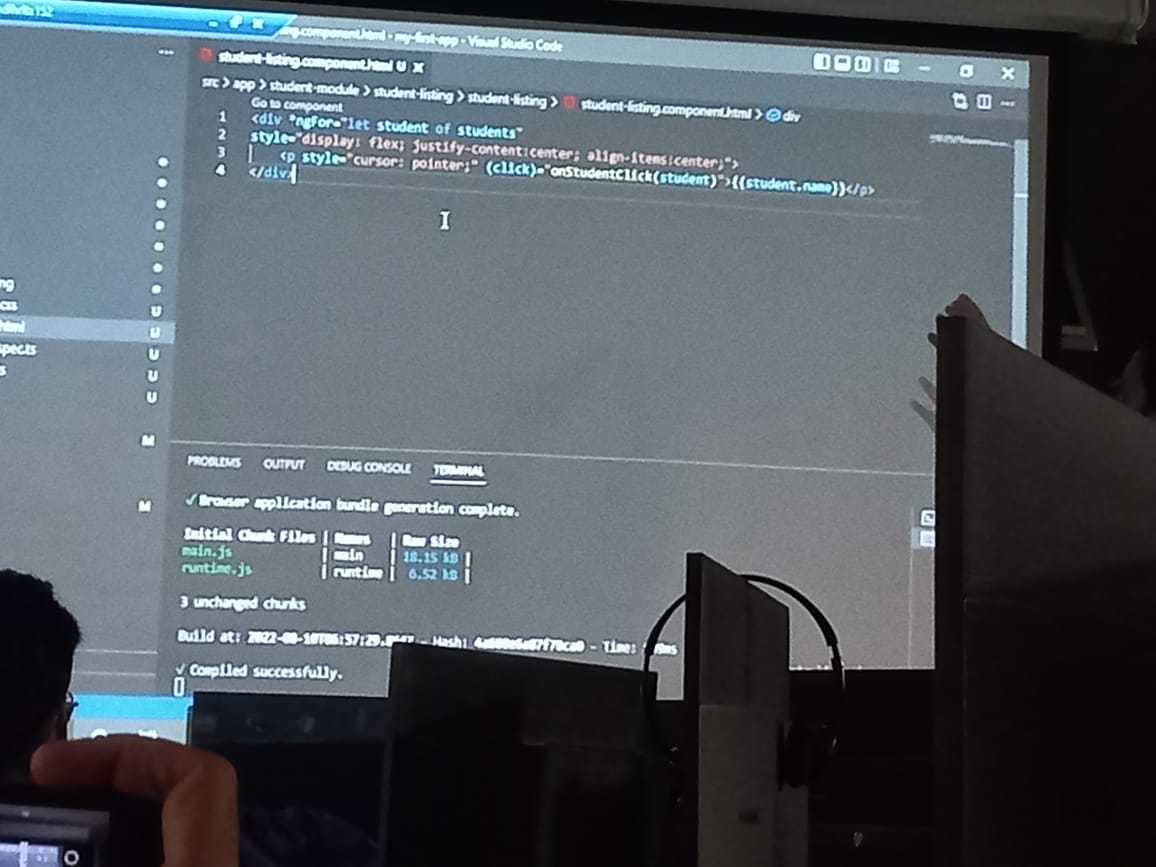 ng.component.html - my-first-app - Visual Studio Code
student-listing.component.html U X
src > app > student-module > student-listing > student-listing > student-listing.component.html > div
Go to component
1 <div *ngFor="let student of students"
2 style="display: flex; justify-content:center; align-items:center;">
3 <p style="cursor: pointer;" (click)="onStudentClick(student)">{{student.name}}</p>
4 </div>
ng
css
html
spec.ts
s
U
U
U
U
U
M
M
PROBLEMS OUTPUT DEBUG CONSOLE TERMINAL
√ Browser application bundle generation complete.
Initial Chunk Files | Names | Raw Size
main.js | main | 18.15 kB |
runtime.js | runtime | 6.52 kB |
3 unchanged chunks
Build at: 2022-08-10T06:57:29. - Hash: - Time: ms
√ Compiled successfully.